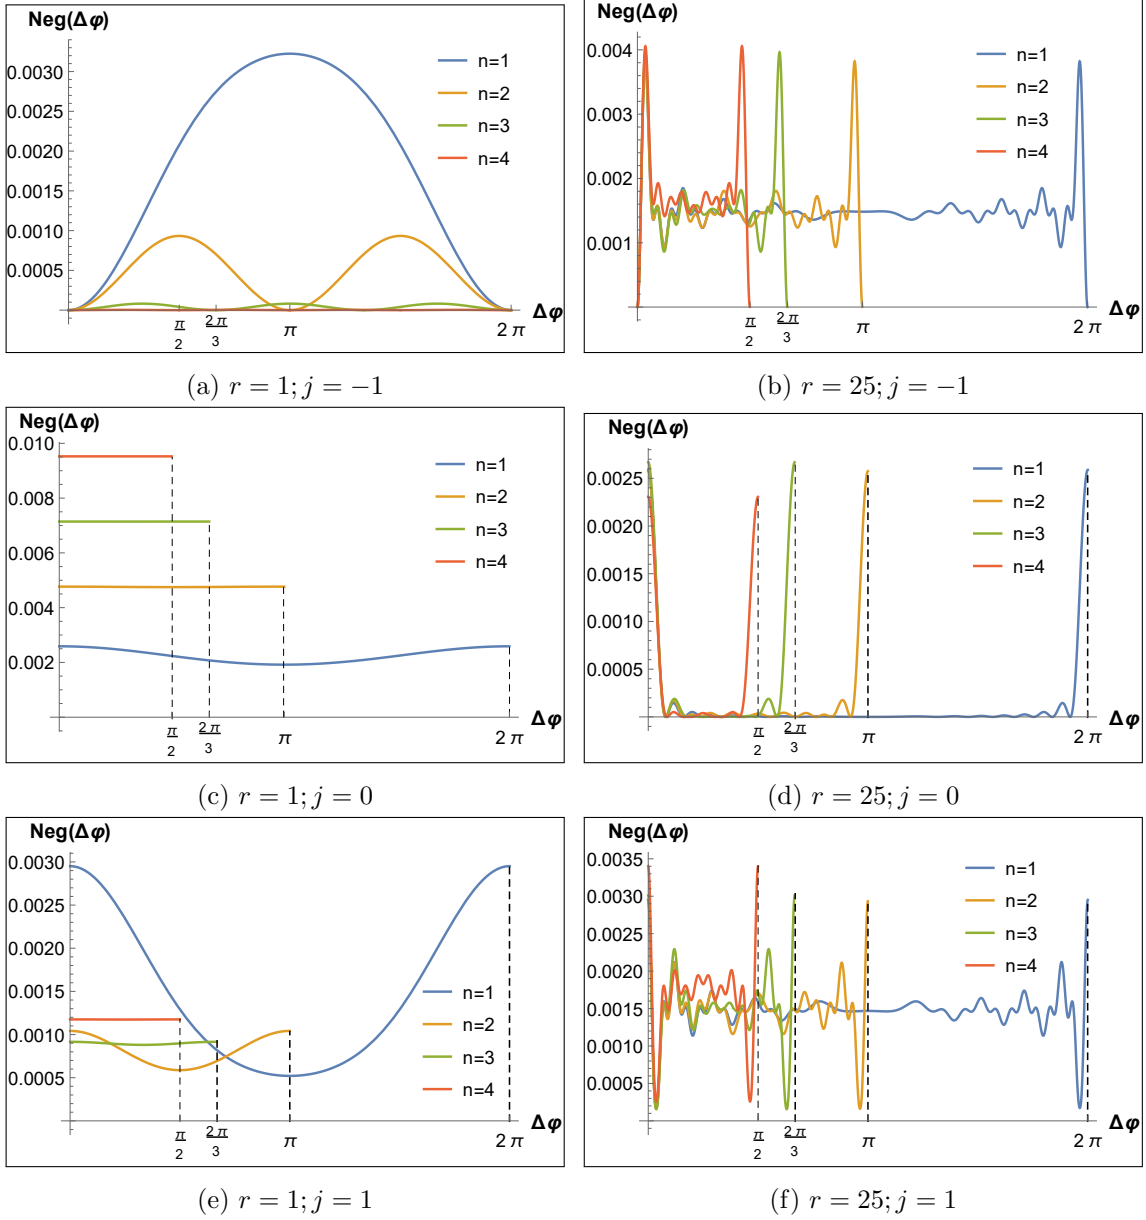 Neg(Δφ)
0.0030
0.0025
0.0020
0.0015
0.0010
0.0005
n=1
n=2
n=3
n=4
π/2
2π/3
π
2π
Δφ
(a) r = 1; j = −1
Neg(Δφ)
0.004
0.003
0.002
0.001
n=1
n=2
n=3
n=4
π/2
2π/3
π
2π
Δφ
(b) r = 25; j = −1
Neg(Δφ)
0.010
0.008
0.006
0.004
0.002
n=1
n=2
n=3
n=4
π/2
2π/3
π
2π
Δφ
(c) r = 1; j = 0
Neg(Δφ)
0.0025
0.0020
0.0015
0.0010
0.0005
n=1
n=2
n=3
n=4
π/2
2π/3
π
2π
Δφ
(d) r = 25; j = 0
Neg(Δφ)
0.0030
0.0025
0.0020
0.0015
0.0010
0.0005
n=1
n=2
n=3
n=4
π/2
2π/3
π
2π
Δφ
(e) r = 1; j = 1
Neg(Δφ)
0.0035
0.0030
0.0025
0.0020
0.0015
0.0010
0.0005
n=1
n=2
n=3
n=4
π/2
2π/3
π
2π
Δφ
(f) r = 25; j = 1